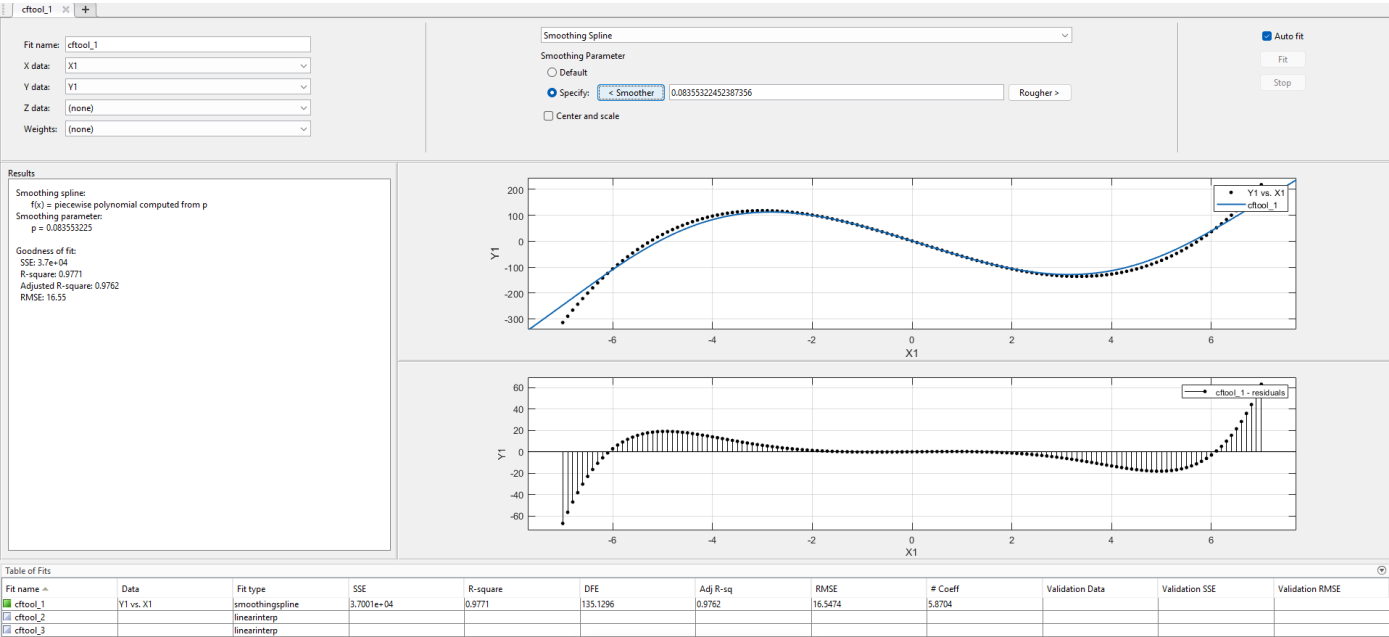 cftool_1
Fit name: cftool_1
X data: X1
Y data: Y1
Z data: (none)
Weights: (none)
Smoothing Spline
Smoothing Parameter
Default
Specify: < Smoother 0.08355322452387356 Rougher >
Center and scale
Auto fit
Fit
Stop
Results
Smoothing spline:
f(x) = piecewise polynomial computed from p
Smoothing parameter:
p = 0.083553225
Goodness of fit:
SSE: 3.7e+04
R-square: 0.9771
Adjusted R-square: 0.9762
RMSE: 16.55
200
100
0
-100
-200
-300
Y1
-6 -4 -2 0 2 4 6
X1
Y1 vs. X1
cftool_1
60
40
20
0
-20
-40
-60
Y1
-6 -4 -2 0 2 4 6
X1
cftool_1 - residuals
Table of Fits
Fit name Data Fit type SSE R-square DFE Adj R-sq RMSE # Coeff Validation Data Validation SSE Validation RMSE
cftool_1 Y1 vs. X1 smoothingspline 3.7001e+04 0.9771 135.1296 0.9762 16.5474 5.8704
cftool_2 linearinterp
cftool_3 linearinterp